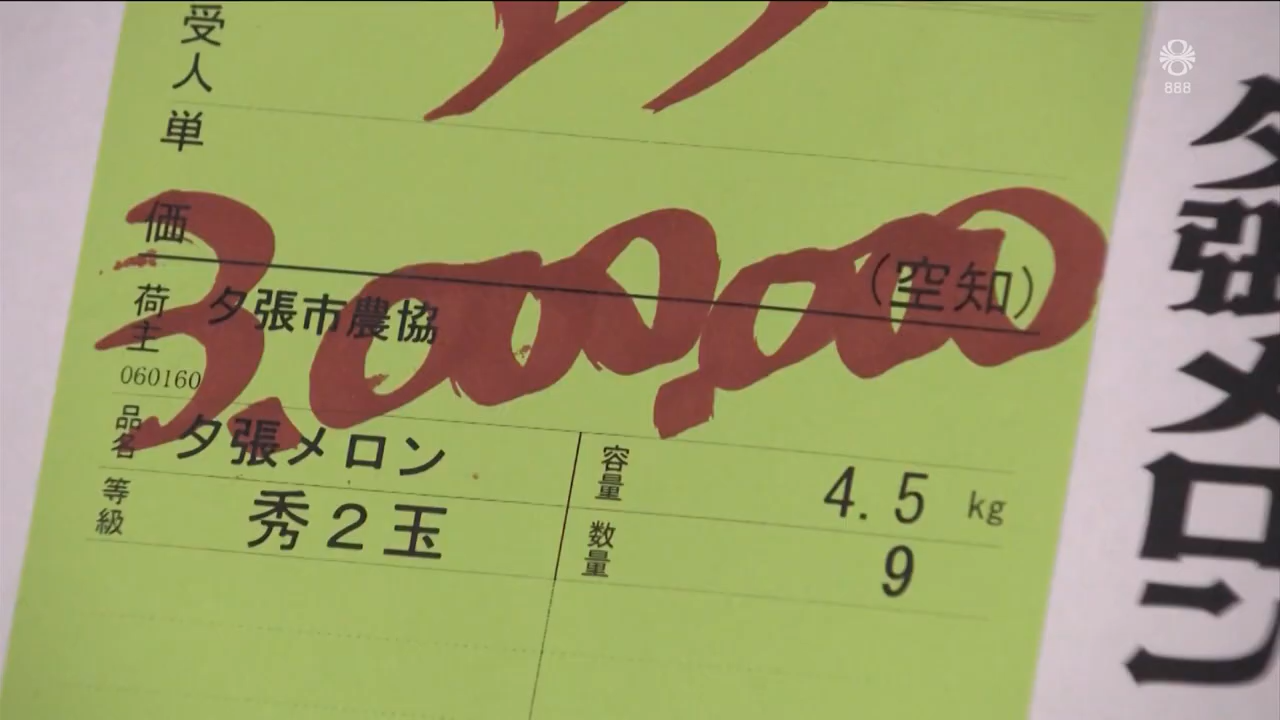 受人
単価
3,000,000
荷主 夕張市農協 (空知)
060160
品名 夕張メロン 容量 4.5 kg
等級 秀2玉 数量 9
夕張メロン
888